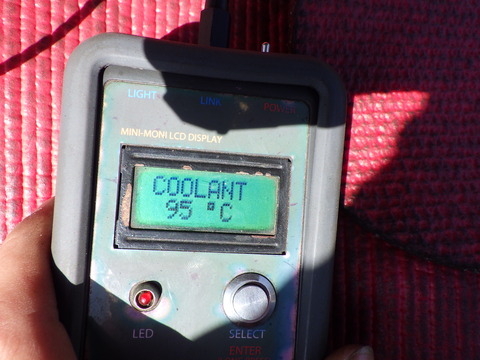 LIGHT LINK POWER
MINI-MONI LCD DISPLAY
COOLANT
95 °C
LED SELECT
ENTER